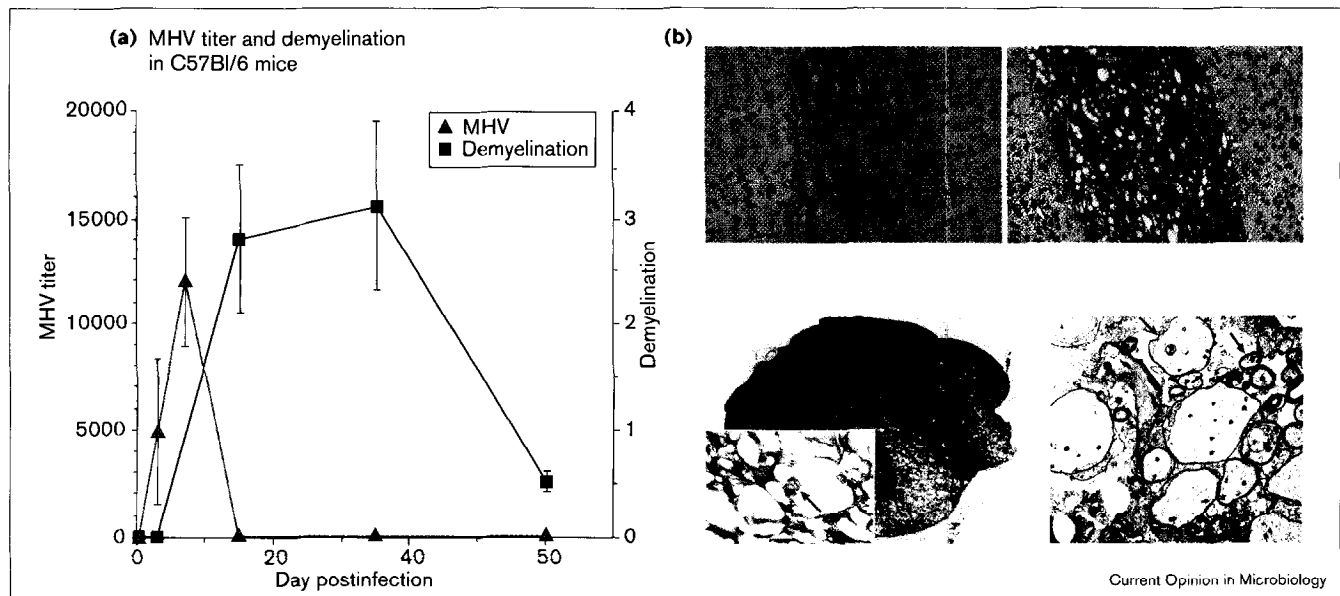 (a) MHV titer and demyelination
in C57Bl/6 mice
(b)
20000
15000
10000
5000
0
MHV titer
4
3
2
1
0
Demyelination
MHV
Demyelination
0
20
40
50
Day postinfection
Current Opinion in Microbiology